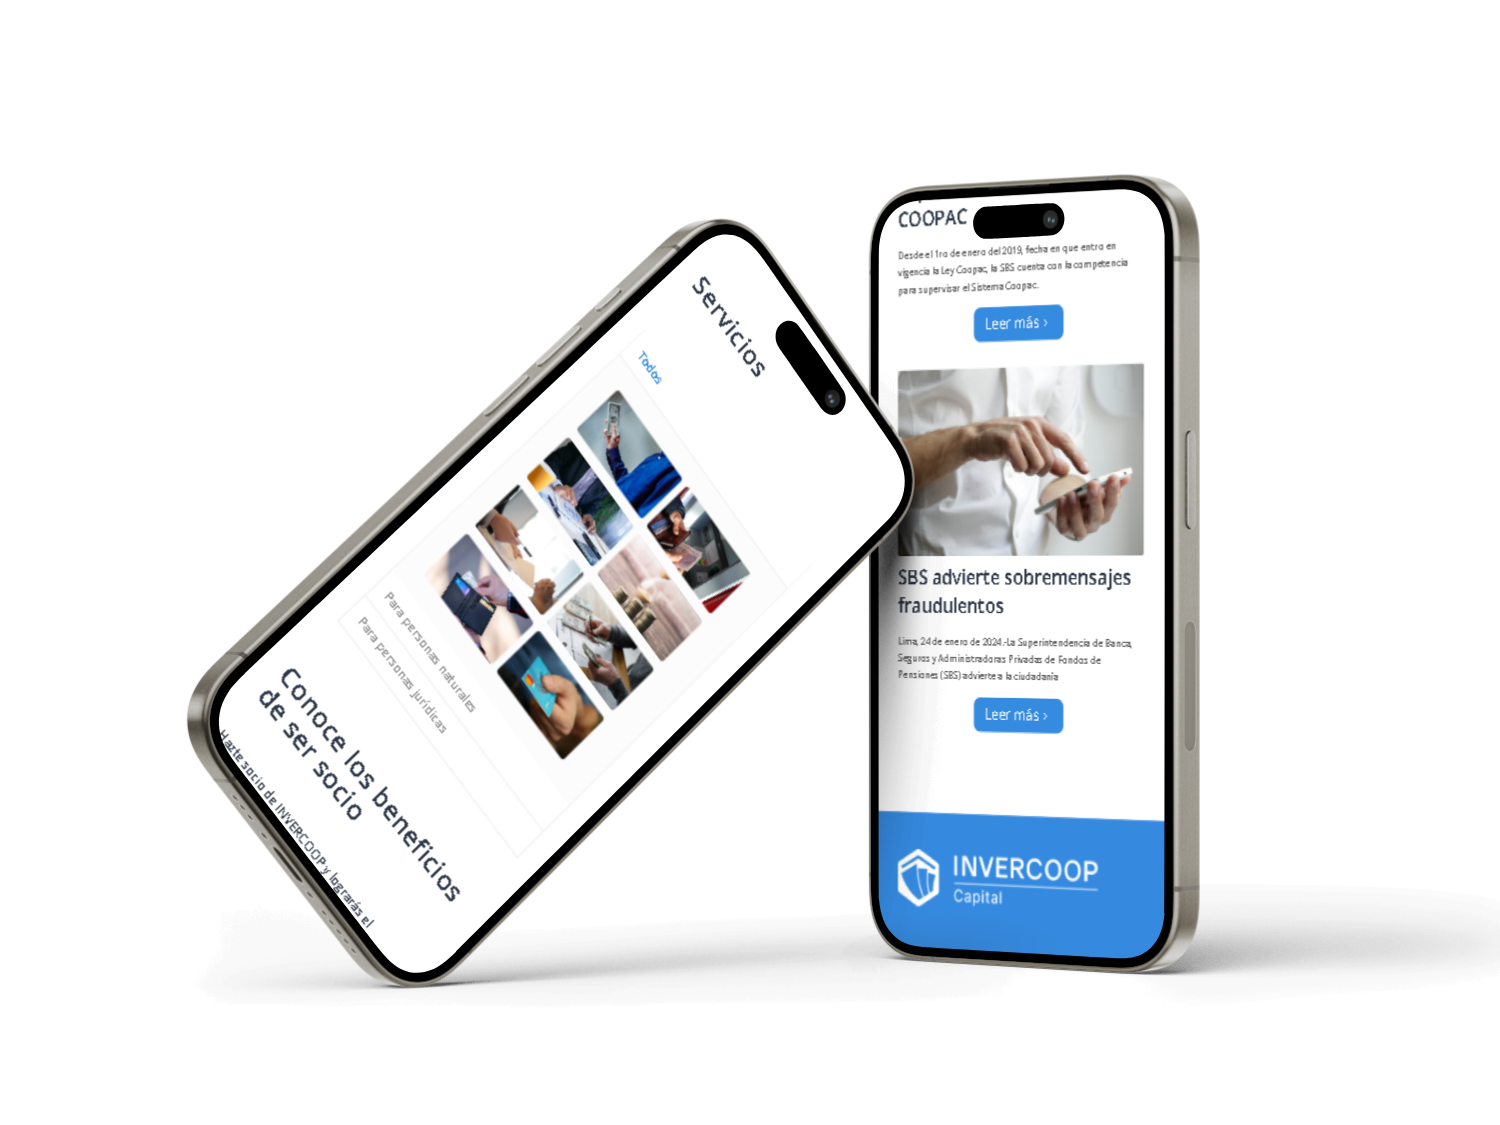 Servicios
Todos
Para personas naturales
Para personas jurídicas
Conoce los beneficios
de ser socio
Hazte socio de INVERCOOP y lograrás el
COOPAC
Desde el 1ro de enero del 2019, fecha en que entro en
vigencia la Ley Coopac, la SBS cuenta con la competencia
para supervisar el Sistema Coopac.
Leer más ›
SBS advierte sobre mensajes
fraudulentos
Lima, 24 de enero de 2024.-La Superintendencia de Banca,
Seguros y Administradoras Privadas de Fondos de
Pensiones (SBS) advierte a la ciudadanía
Leer más ›
INVERCOOP
Capital